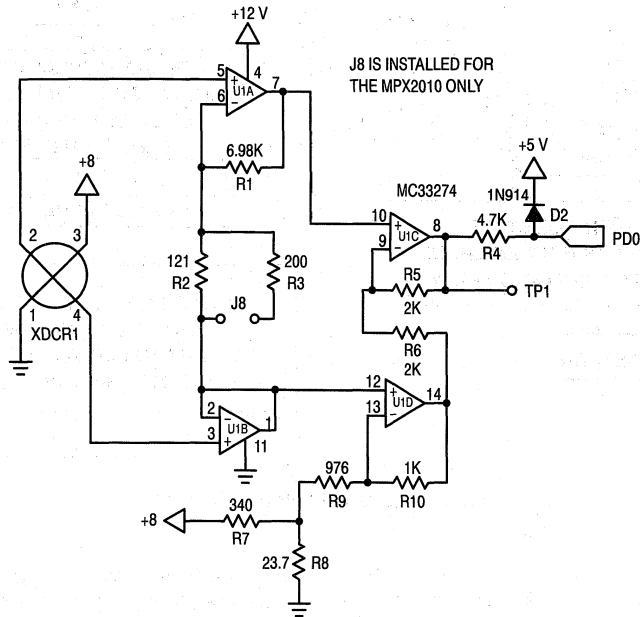 +12 V
J8 IS INSTALLED FOR
THE MPX2010 ONLY
5
+
4
7
U1A
6
−
6.98K
R1
+8
+5 V
MC33274
1N914
D2
10
+
8
4.7K
U1C
9
−
R4
PD0
2
3
121
R2
200
R3
R5
2K
TP1
J8
R6
2K
1
4
XDCR1
12
+
14
U1D
13
−
2
−
1
U1B
3
+
11
976
R9
1K
R10
340
+8
R7
23.7
R8